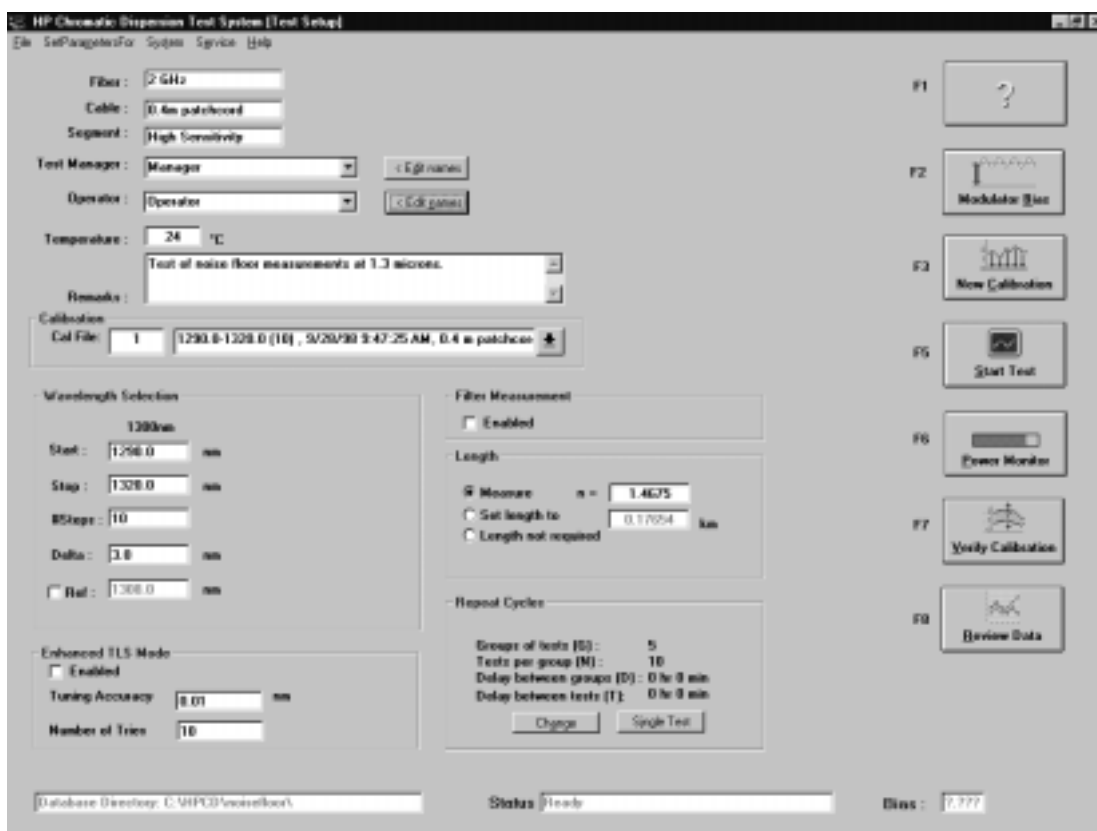 HP Chromatic Dispersion Test System [Test Setup]
File SetParametersFor System Service Help
Fiber : 2 GHz
Cable : 0.4m patchcord
Segment : High Sensitivity
Test Manager : Manager < Edit names
Operator : Operator < Edit names
Temperature : 24 °C
Test of noise floor measurements at 1.3 microns.
Remarks :
Calibration
Cal File: 1 1290.0-1320.0 (10) , 9/28/98 9:47:25 AM, 0.4 m patchcor
Wavelength Selection
1300nm
Start : 1290.0 nm
Stop : 1320.0 nm
#Steps : 10
Delta : 3.0 nm
Ref : 1300.0 nm
Enhanced TLS Mode
Enabled
Tuning Accuracy 0.01 nm
Number of Tries 10
Filter Measurement
Enabled
Length
Measure n = 1.4675
Set length to 0.17654 km
Length not required
Repeat Cycles
Groups of tests (G) : 5
Tests per group (N) : 10
Delay between groups (D) : 0 hr 0 min
Delay between tests (T): 0 hr 0 min
Change Single Test
F1 ?
F2 Modulator Bias
F3 New Calibration
F5 Start Test
F6 Power Monitor
F7 Verify Calibration
F8 Review Data
Database Directory: C:\HPCD\noisefloor\ Status Ready Bias : ?.???